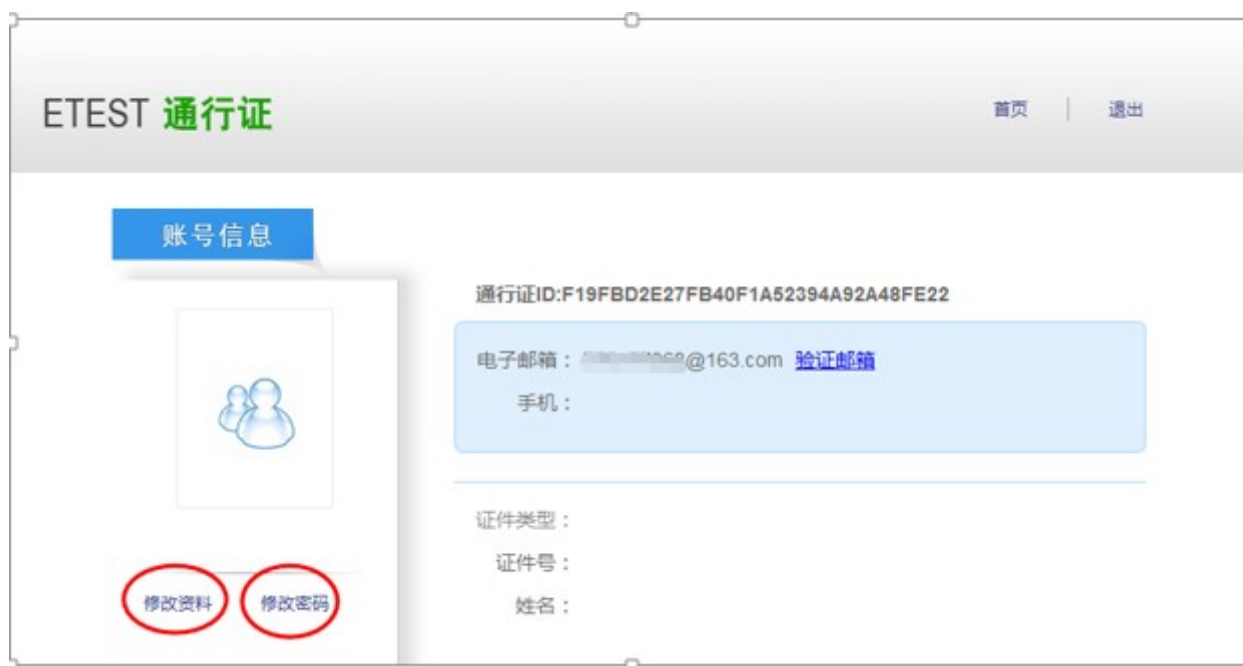 ETEST 通行证
首页 | 退出
账号信息
通行证ID:F19FBD2E27FB40F1A52394A92A48FE22
电子邮箱：@163.com 验证邮箱
手机：
证件类型：
证件号：
姓名：
修改资料 修改密码